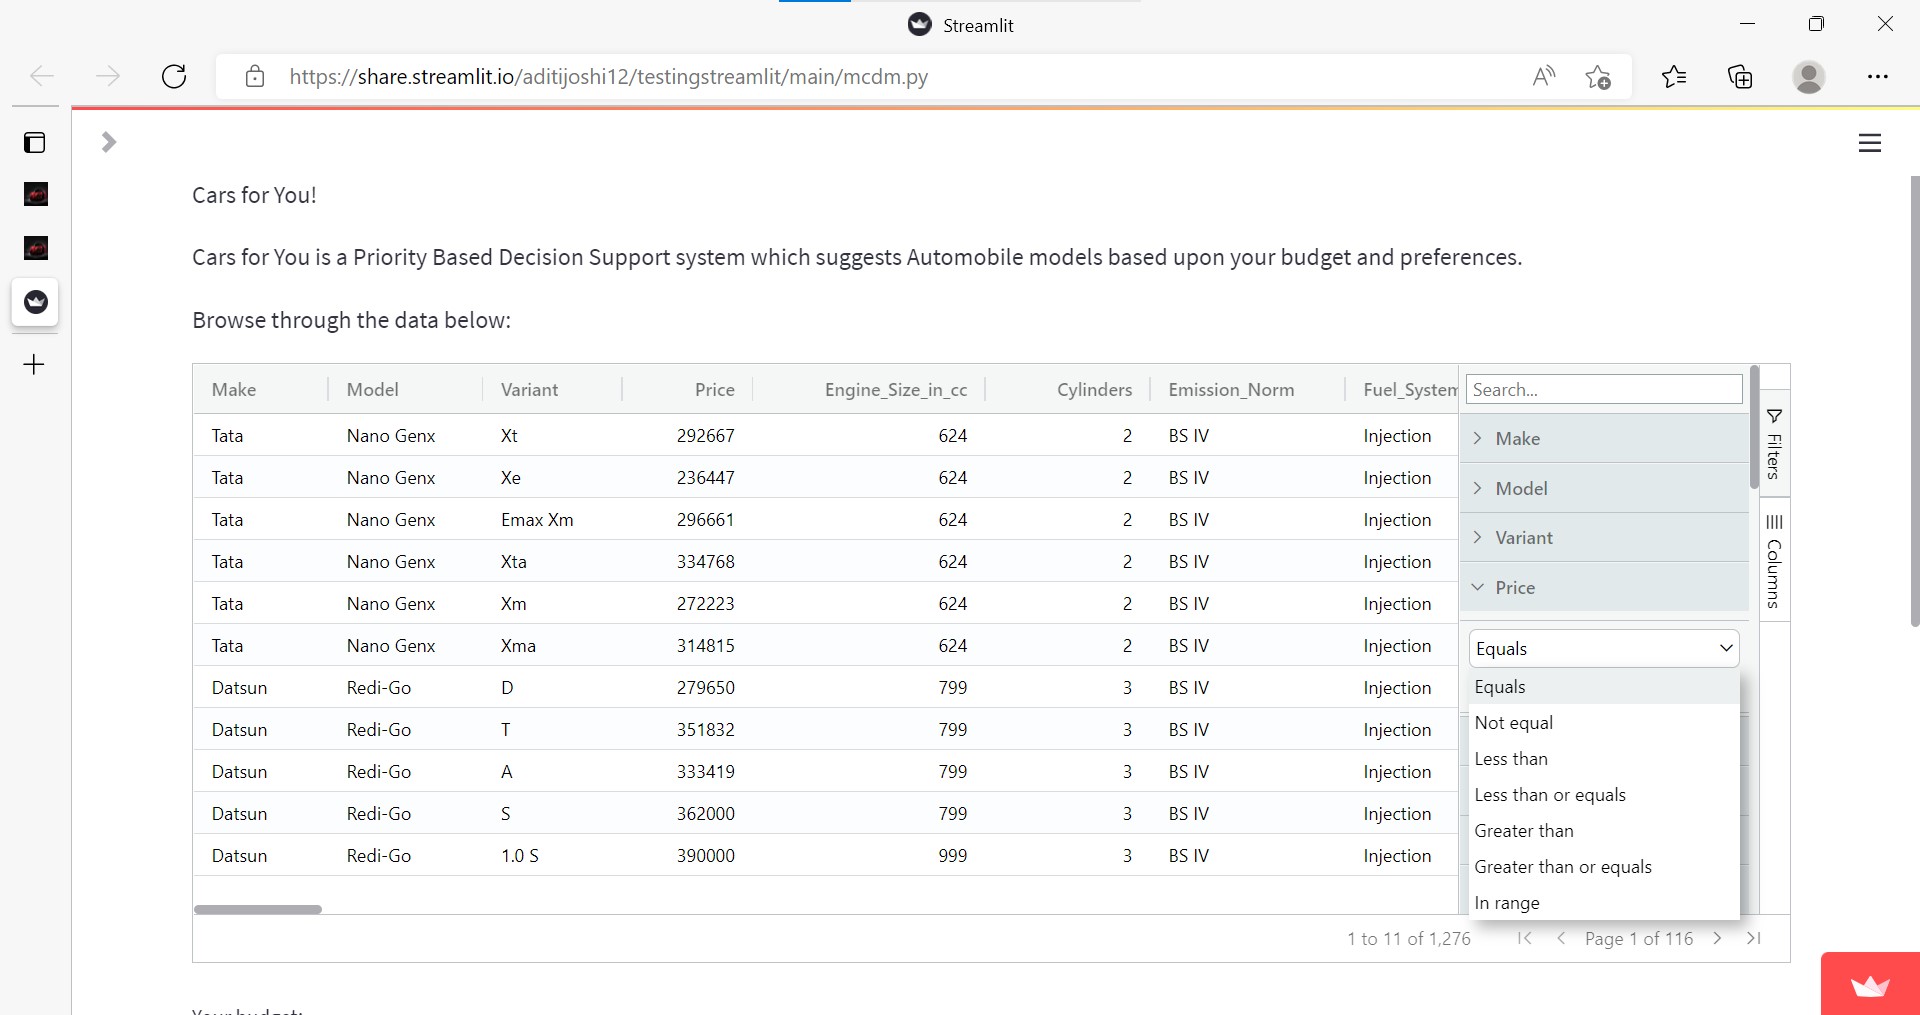 Streamlit
https://share.streamlit.io/aditijoshi12/testingstreamlit/main/mcdm.py
Cars for You!
Cars for You is a Priority Based Decision Support system which suggests Automobile models based upon your budget and preferences.
Browse through the data below:
Make Model Variant Price Engine_Size_in_cc Cylinders Emission_Norm Fuel_System
Tata Nano Genx Xt 292667 624 2 BS IV Injection
Tata Nano Genx Xe 236447 624 2 BS IV Injection
Tata Nano Genx Emax Xm 296661 624 2 BS IV Injection
Tata Nano Genx Xta 334768 624 2 BS IV Injection
Tata Nano Genx Xm 272223 624 2 BS IV Injection
Tata Nano Genx Xma 314815 624 2 BS IV Injection
Datsun Redi-Go D 279650 799 3 BS IV Injection
Datsun Redi-Go T 351832 799 3 BS IV Injection
Datsun Redi-Go A 333419 799 3 BS IV Injection
Datsun Redi-Go S 362000 799 3 BS IV Injection
Datsun Redi-Go 1.0 S 390000 999 3 BS IV Injection
Search...
Make
Model
Variant
Price
Equals
Equals
Not equal
Less than
Less than or equals
Greater than
Greater than or equals
In range
Filters
Columns
1 to 11 of 1,276 Page 1 of 116
Your budget: